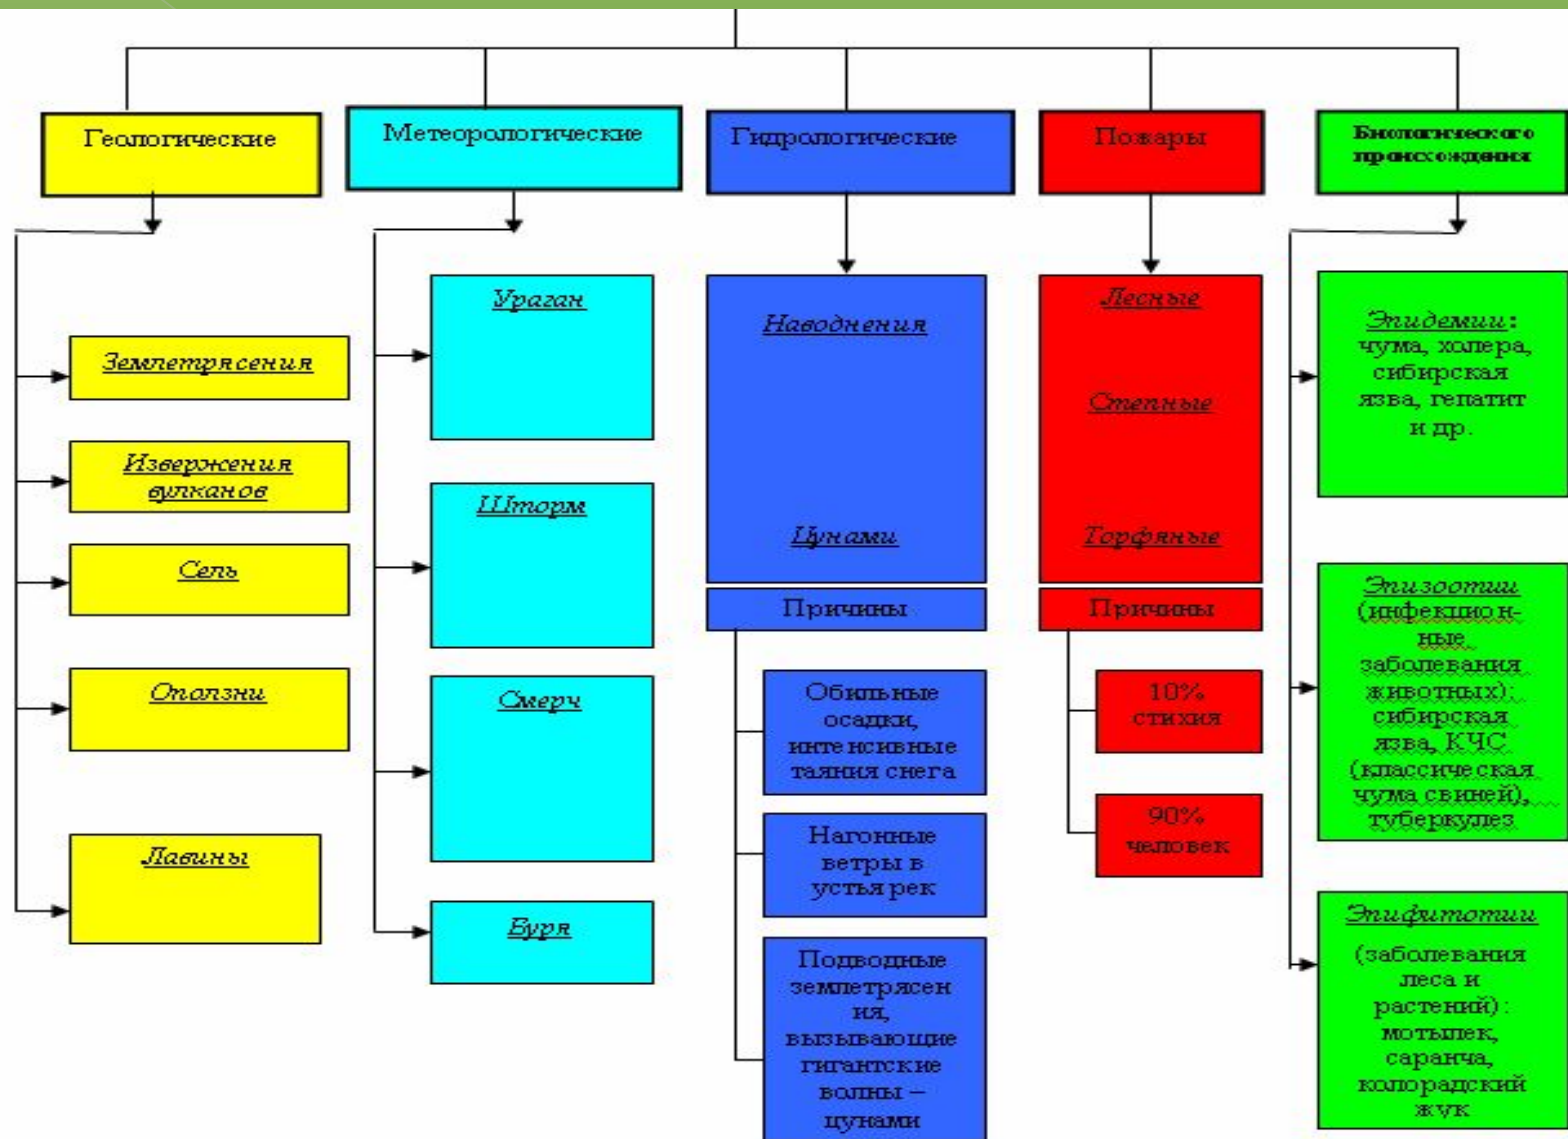 Геологические
Метеорологические
Гидрологические
Пожары
Биологического
происхождения
Землетрясения
Извержения
вулканов
Сель
Оползни
Лавины
Ураган
Шторм
Смерч
Буря
Наводнения
Цунами
Причины
Обильные
осадки,
интенсивные
таяния снега
Нагонные
ветры в
устья рек
Подводные
землетрясен
ия,
вызывающие
гигантские
волны –
цунами
Лесные
Степные
Торфяные
Причины
10%
стихия
90%
человек
Эпидемии:
чума, холера,
сибирская
язва, гепатит
и др.
Эпизоотии
(инфекцион-
ные
заболевания
животных):
сибирская
язва, КЧС
(классическая
чума свиней),
туберкулез
Эпифитотии
(заболевания
леса и
растений):
мотылек,
саранча,
колорадский
жук